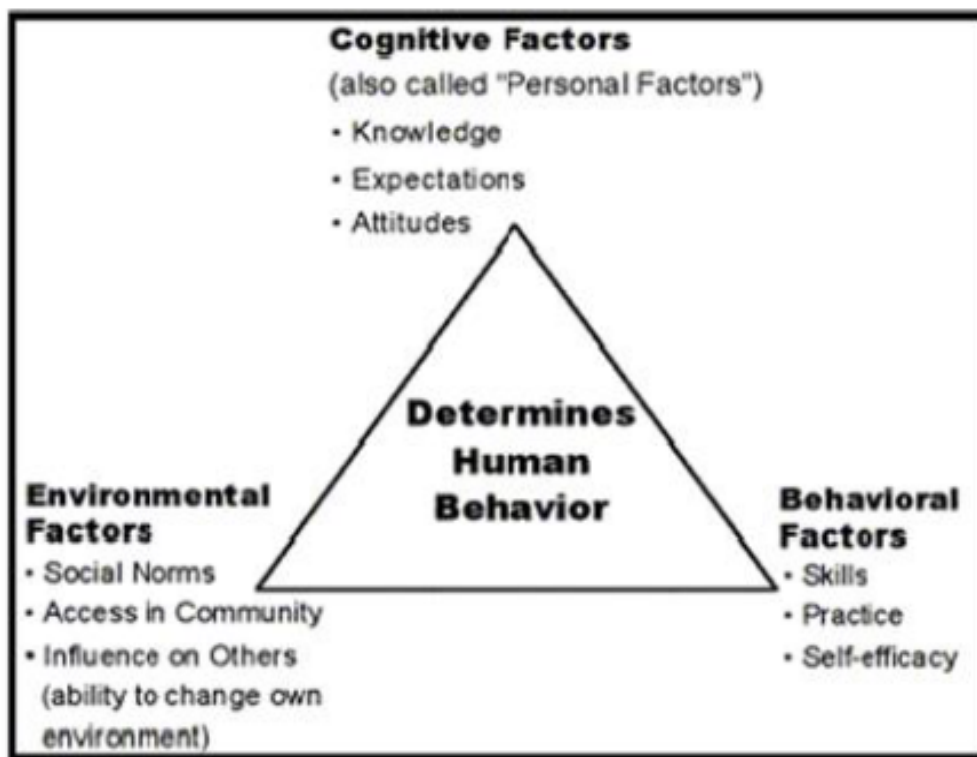 Cognitive Factors
(also called "Personal Factors")
• Knowledge
• Expectations
• Attitudes
Determines
Human
Behavior
Environmental
Factors
• Social Norms
• Access in Community
• Influence on Others
(ability to change own
environment)
Behavioral
Factors
• Skills
• Practice
• Self-efficacy